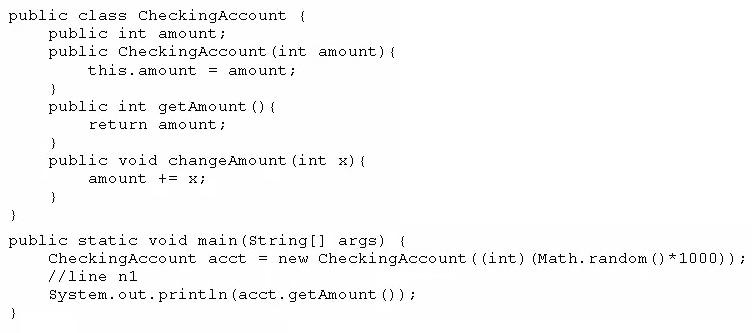 public class CheckingAccount {
    public int amount;
    public CheckingAccount(int amount){
        this.amount = amount;
    }
    public int getAmount(){
        return amount;
    }
    public void changeAmount(int x){
        amount += x;
    }
}
public static void main(String[] args) {
    CheckingAccount acct = new CheckingAccount((int)(Math.random()*1000));
    //line n1
    System.out.println(acct.getAmount());
}